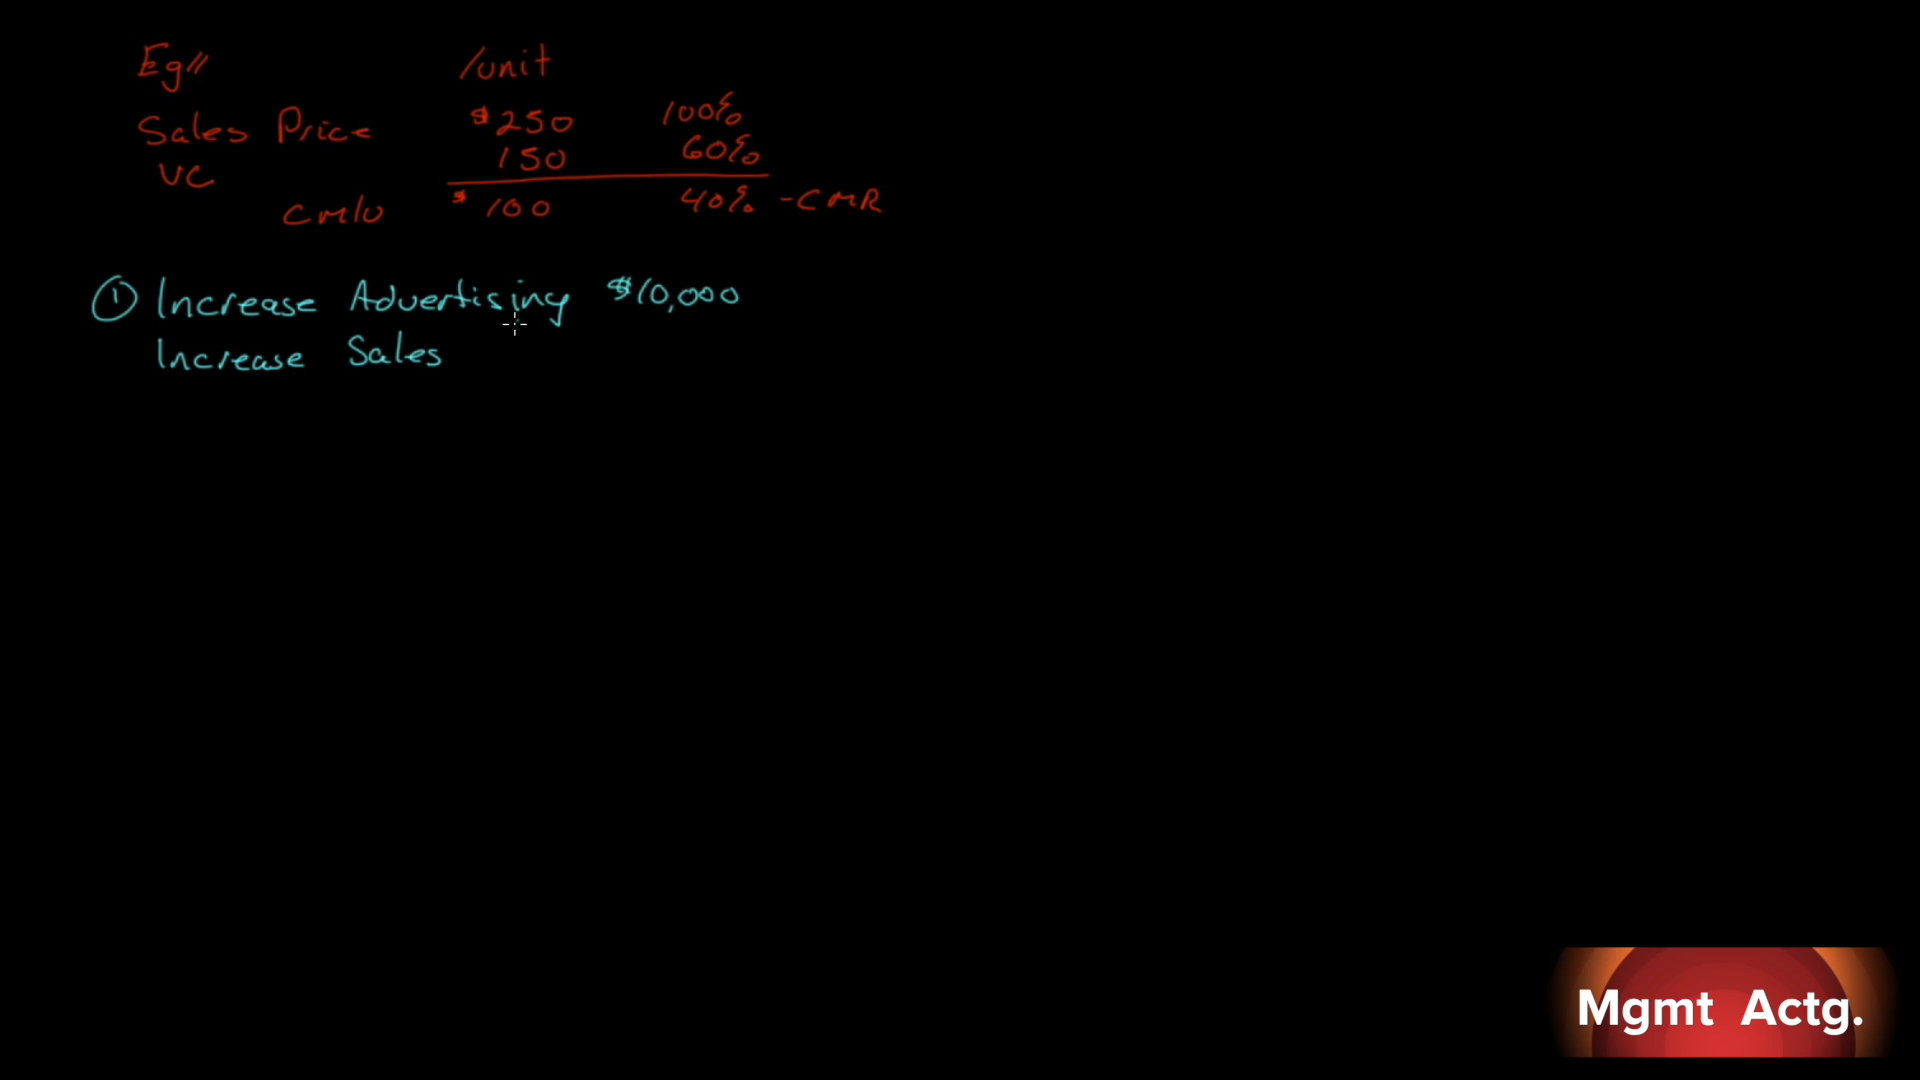 Eg// /unit
Sales Price $250 100%
VC 150 60%
cm/u $100 40% - CMR
① Increase Advertising $10,000
Increase Sales
Mgmt Actg.